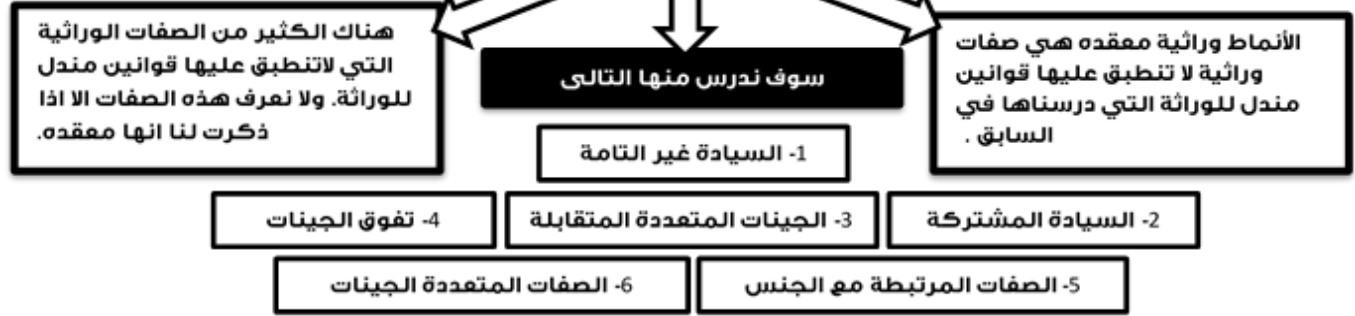 الأنماط وراثية معقده هي صفات
وراثية لا تنطبق عليها قوانين
مندل للوراثة التي درسناها في
السابق .
هناك الكثير من الصفات الوراثية
التي لاتنطبق عليها قوانين مندل
للوراثة. ولا نعرف هذه الصفات الا اذا
ذكرت لنا انها معقده.
سوف ندرس منها التالى
1- السيادة غير التامة
2- السيادة المشتركة
3- الجينات المتعددة المتقابلة
4- تفوق الجينات
5- الصفات المرتبطة مع الجنس
6- الصفات المتعددة الجينات